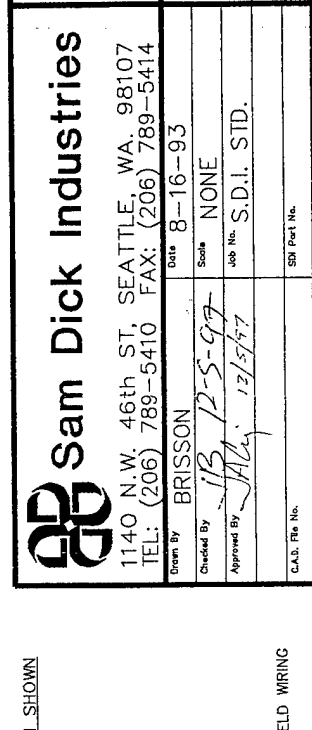 Sam Dick Industries
1140 N.W. 46th ST, SEATTLE, WA. 98107
TEL: (206) 789-5410 FAX: (206) 789-5414
Drawn By BRISSON Date 8-16-93
Checked By 12-5-97 Scale NONE
Approved By 12/5/97 Job No. S.D.I. STD.
C.A.D. File No. SDI Part No.
SHOWN
ELD WIRING